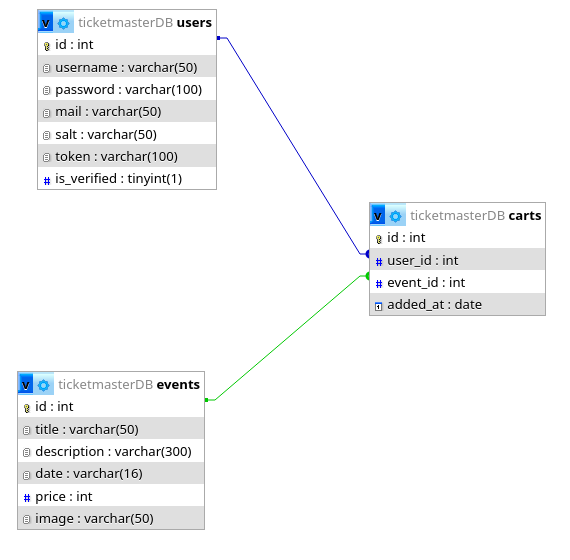 v ticketmasterDB users
id : int
username : varchar(50)
password : varchar(100)
mail : varchar(50)
salt : varchar(50)
token : varchar(100)
# is_verified : tinyint(1)
v ticketmasterDB carts
id : int
# user_id : int
# event_id : int
added_at : date
v ticketmasterDB events
id : int
title : varchar(50)
description : varchar(300)
date : varchar(16)
# price : int
image : varchar(50)